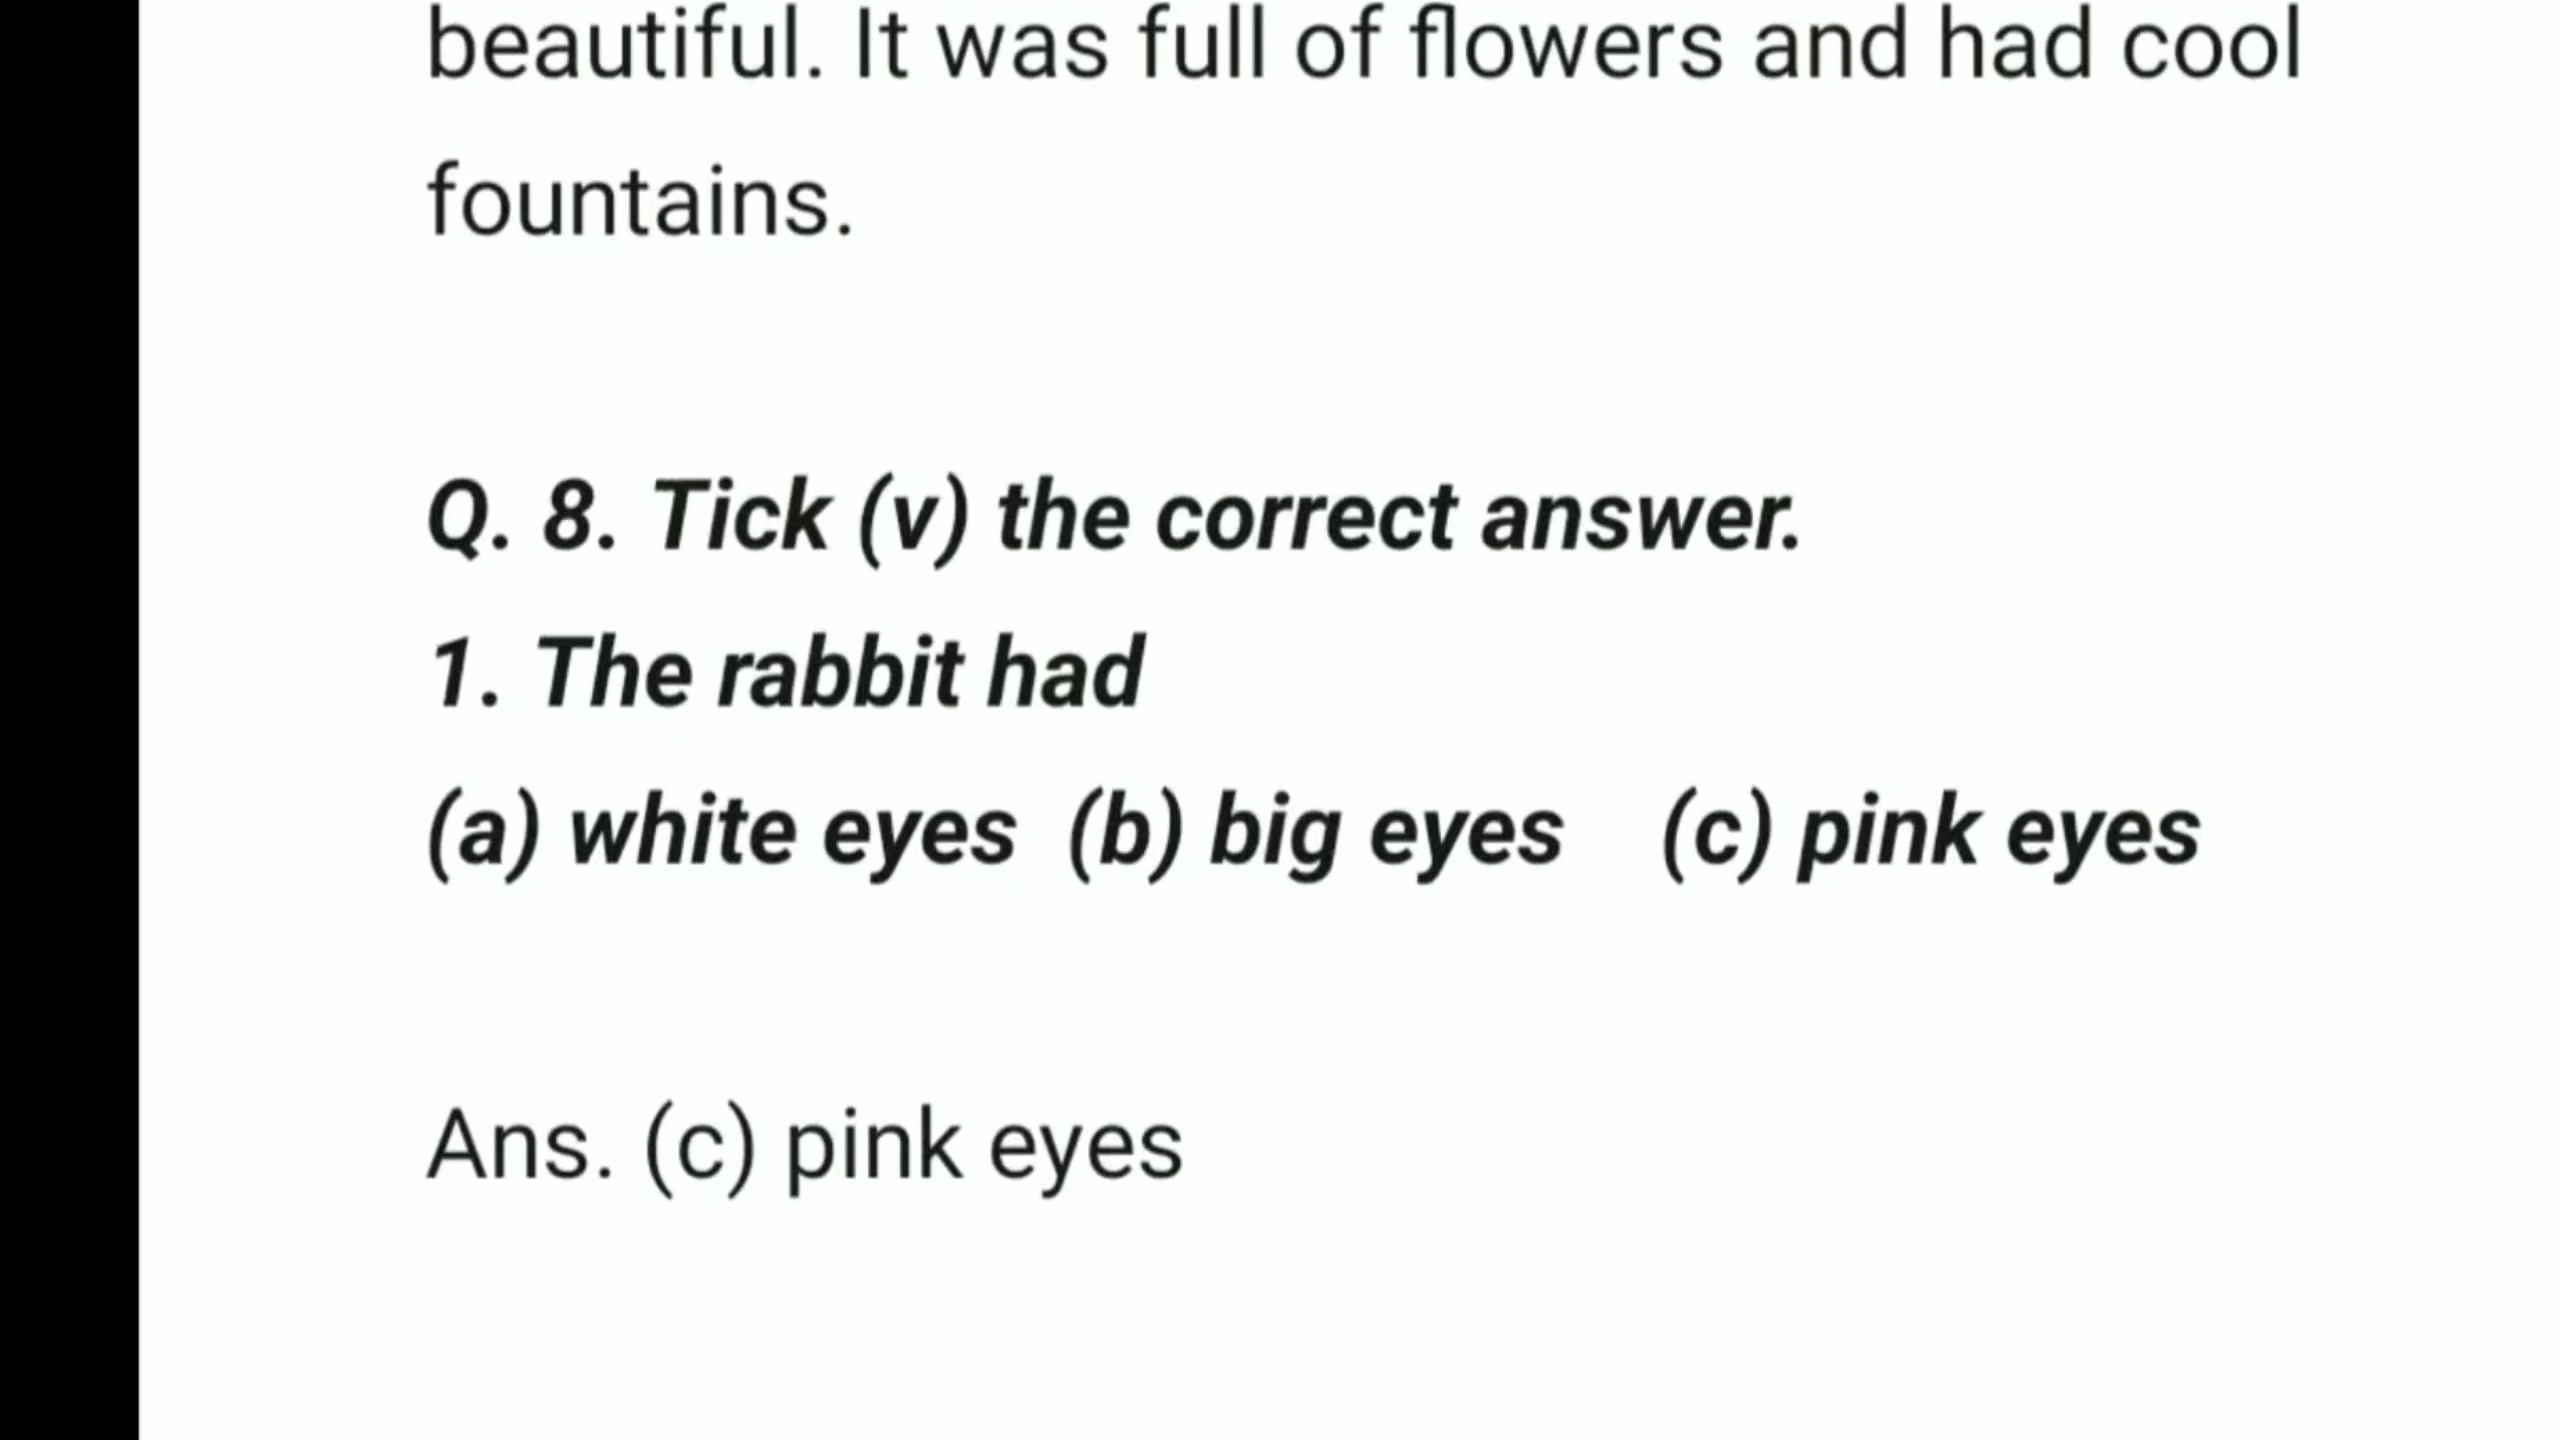 beautiful. It was full of flowers and had cool
fountains.
Q. 8. Tick (v) the correct answer.
1. The rabbit had
(a) white eyes (b) big eyes (c) pink eyes
Ans. (c) pink eyes